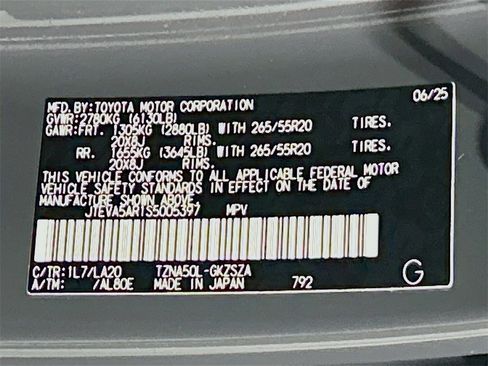 MFD.BY:TOYOTA MOTOR CORPORATION 06/25
GVWR:2780KG (6130LB)
GAWR:FRT. 1305KG (2880LB) WITH 265/55R20 TIRES.
20X8J RIMS.
RR. 1655KG (3645LB) WITH 265/55R20 TIRES.
20X8J RIMS.
THIS VEHICLE CONFORMS TO ALL APPLICABLE FEDERAL MOTOR
VEHICLE SAFETY STANDARDS IN EFFECT ON THE DATE OF
MANUFACTURE SHOWN ABOVE.
JTEVA5ARTS5005397 MPV
C/TR:1L7/LA20 TZNA50L-GKZSZA
A/TM: /AL80E MADE IN JAPAN 792 G